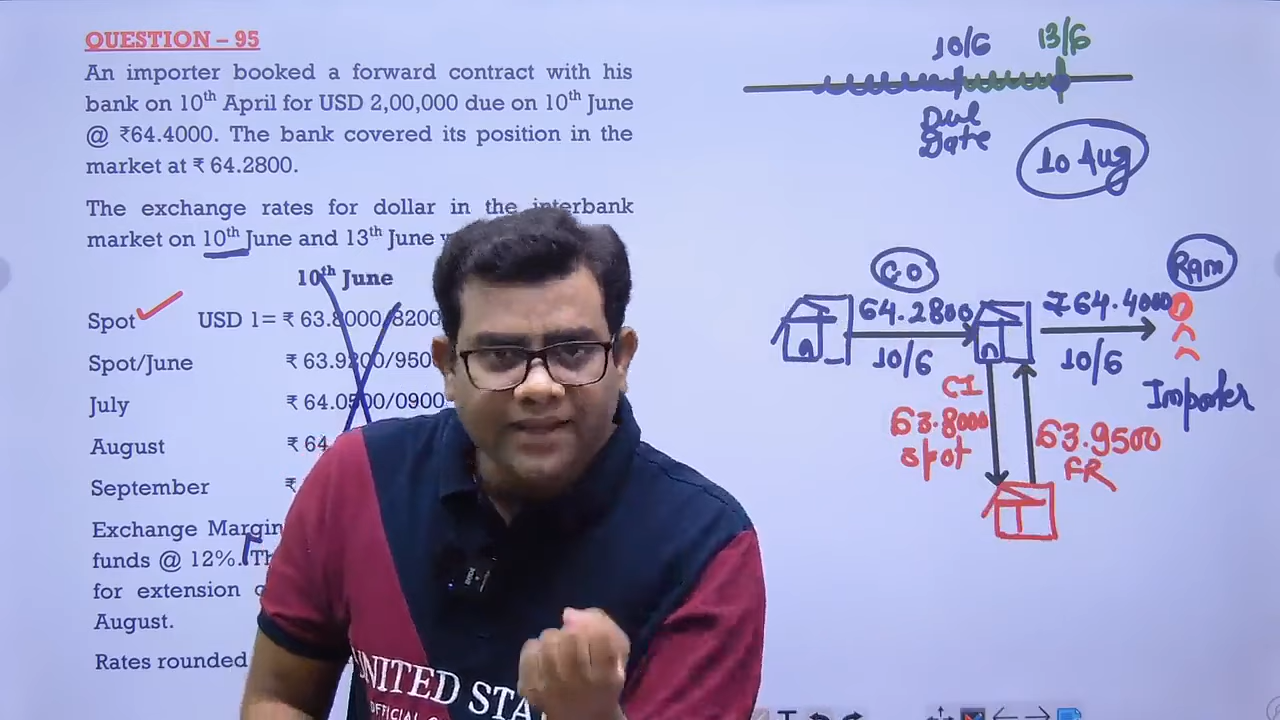 QUESTION – 95
An importer booked a forward contract with his
bank on 10th April for USD 2,00,000 due on 10th June
@ ₹64.4000. The bank covered its position in the
market at ₹ 64.2800.
The exchange rates for dollar in the interbank
market on 10th June and 13th June
10th June
Spot USD 1= ₹ 63.8000/8200
Spot/June ₹ 63.9200/9500
July ₹ 64.0500/0900
August ₹ 64.
September ₹
Exchange Margin
funds @ 12%.
for extension
August.
Rates rounded
10/6 13/6
Due
Date
10 Aug
CO
Ram
64.2800 ₹64.4000
10/6 10/6
Importer
CI
63.8000
Spot
63.9500
FR
UNITED STA
OFFICIAL